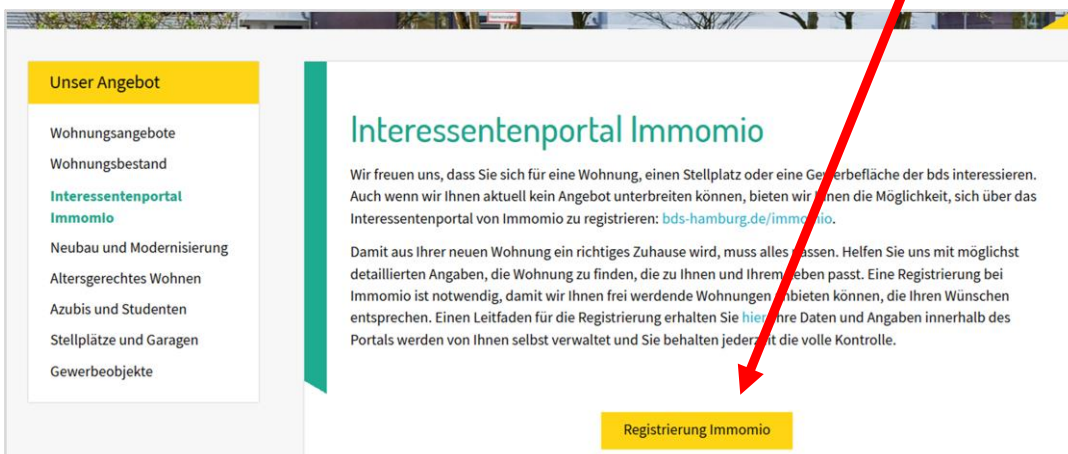 Unser Angebot
Wohnungsangebote
Wohnungsbestand
Interessentenportal
Immomio
Neubau und Modernisierung
Altersgerechtes Wohnen
Azubis und Studenten
Stellplätze und Garagen
Gewerbeobjekte
Interessentenportal Immomio
Wir freuen uns, dass Sie sich für eine Wohnung, einen Stellplatz oder eine Gewerbefläche der bds interessieren.
Auch wenn wir Ihnen aktuell kein Angebot unterbreiten können, bieten wir Ihnen die Möglichkeit, sich über das
Interessentenportal von Immomio zu registrieren: bds-hamburg.de/immomio.
Damit aus Ihrer neuen Wohnung ein richtiges Zuhause wird, muss alles passen. Helfen Sie uns mit möglichst
detaillierten Angaben, die Wohnung zu finden, die zu Ihnen und Ihrem Leben passt. Eine Registrierung bei
Immomio ist notwendig, damit wir Ihnen frei werdende Wohnungen anbieten können, die Ihren Wünschen
entsprechen. Einen Leitfaden für die Registrierung erhalten Sie hier. Ihre Daten und Angaben innerhalb des
Portals werden von Ihnen selbst verwaltet und Sie behalten jederzeit die volle Kontrolle.
Registrierung Immomio